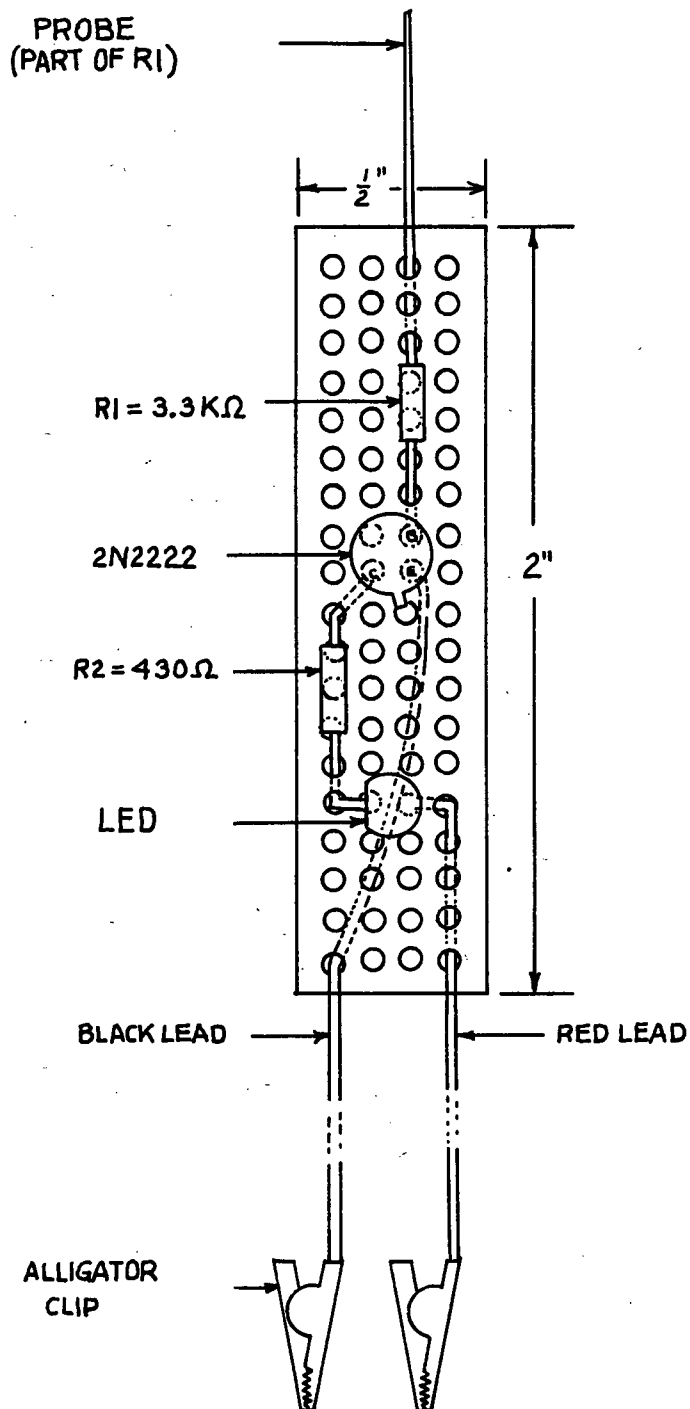 PROBE
(PART OF R1)
1/2"
R1 = 3.3KΩ
2N2222
B
C E
2"
R2 = 430Ω
LED
BLACK LEAD
RED LEAD
ALLIGATOR
CLIP